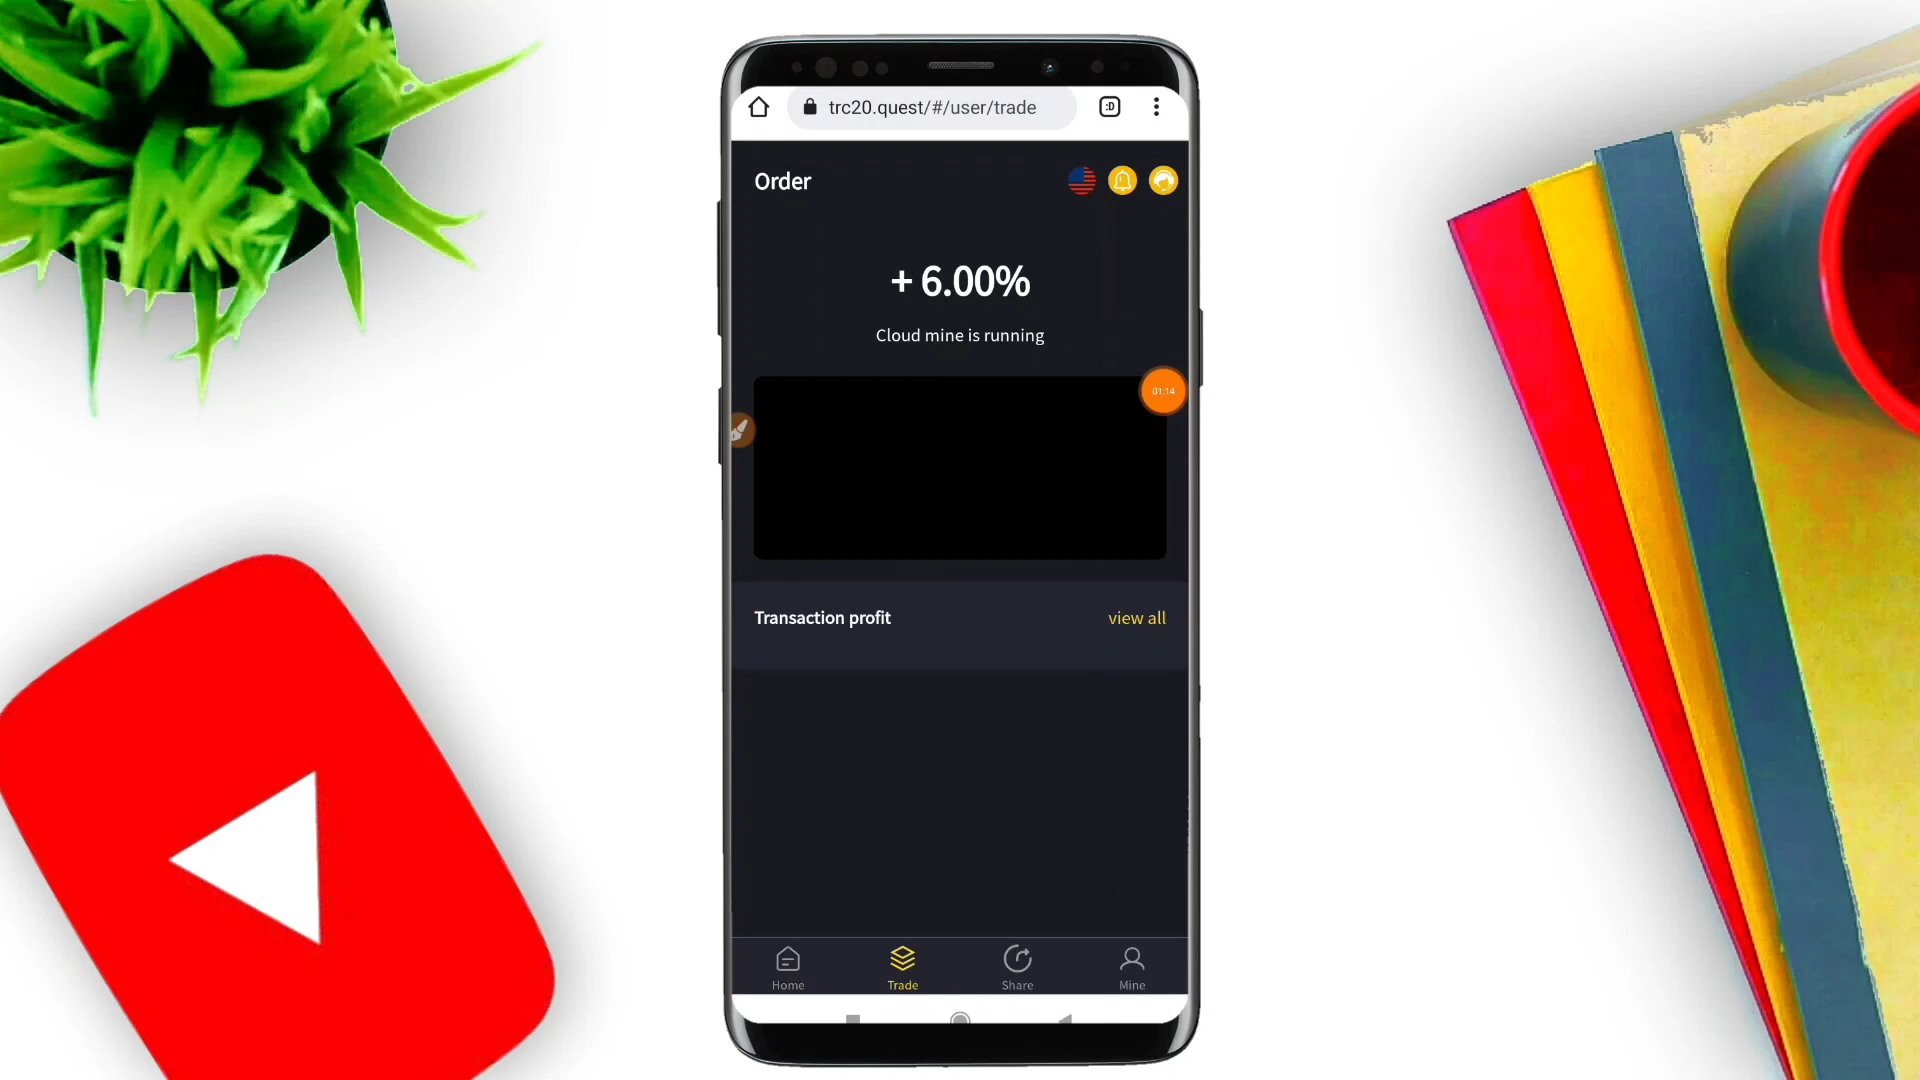 trc20.quest/#/user/trade
:D
Order
+ 6.00%
Cloud mine is running
01:14
Transaction profit
view all
Home
Trade
Share
Mine